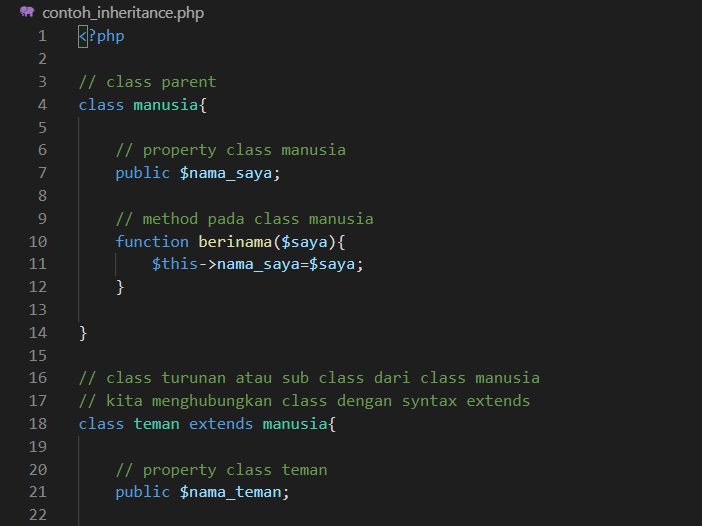 contoh_inheritance.php
1 <?php
2
3 // class parent
4 class manusia{
5
6 // property class manusia
7 public $nama_saya;
8
9 // method pada class manusia
10 function berinama($saya){
11 $this->nama_saya=$saya;
12 }
13
14 }
15
16 // class turunan atau sub class dari class manusia
17 // kita menghubungkan class dengan syntax extends
18 class teman extends manusia{
19
20 // property class teman
21 public $nama_teman;
22